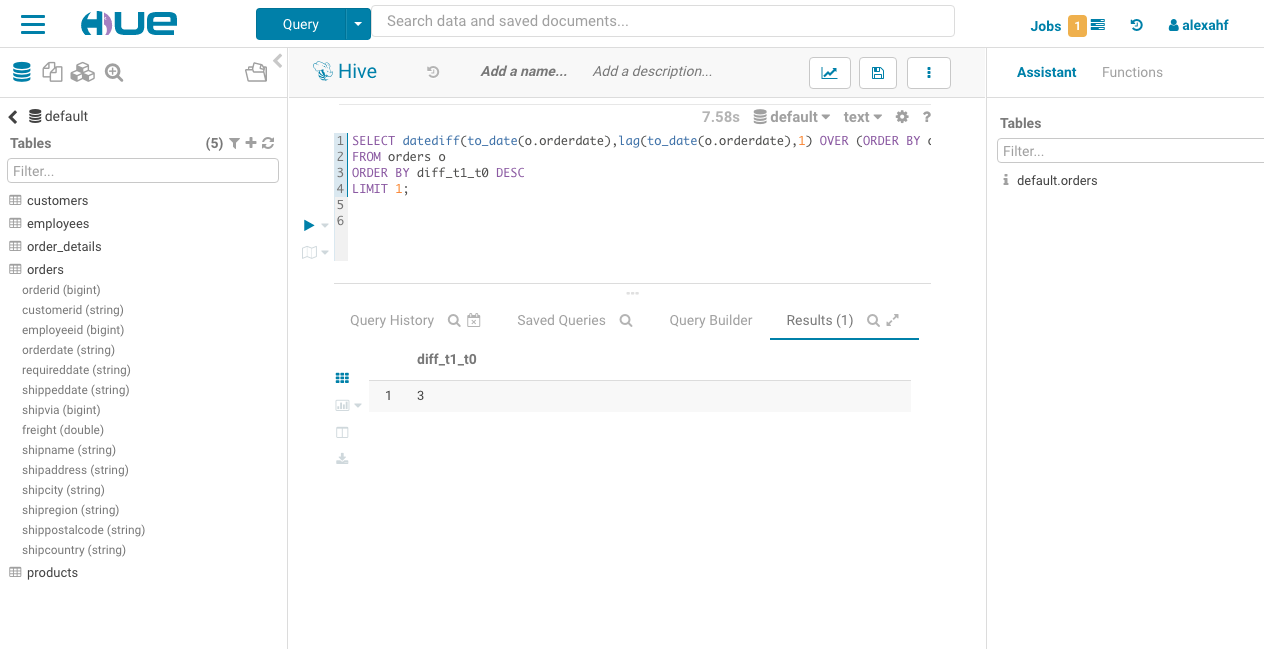 HUE
Query
Search data and saved documents...
Jobs 1
alexahf
Hive
Add a name...
Add a description...
Assistant
Functions
default
Tables (5)
Filter...
customers
employees
order_details
orders
orderid (bigint)
customerid (string)
employeeid (bigint)
orderdate (string)
requireddate (string)
shippeddate (string)
shipvia (bigint)
freight (double)
shipname (string)
shipaddress (string)
shipcity (string)
shipregion (string)
shippostalcode (string)
shipcountry (string)
products
7.58s default text ?
1 SELECT datediff(to_date(o.orderdate),lag(to_date(o.orderdate),1) OVER (ORDER BY
2 FROM orders o
3 ORDER BY diff_t1_t0 DESC
4 LIMIT 1;
5
6
Query History
Saved Queries
Query Builder
Results (1)
diff_t1_t0
1 3
Tables
Filter...
default.orders